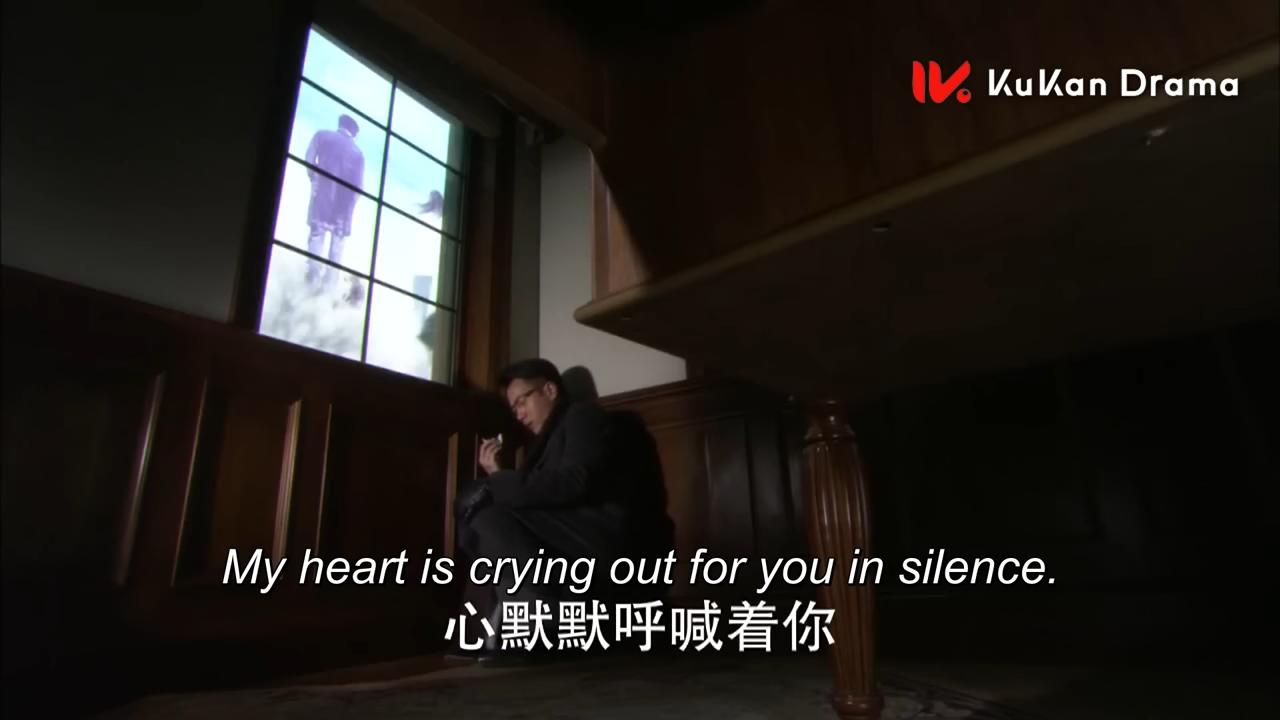 KuKan Drama
My heart is crying out for you in silence.
心默默呼喊着你